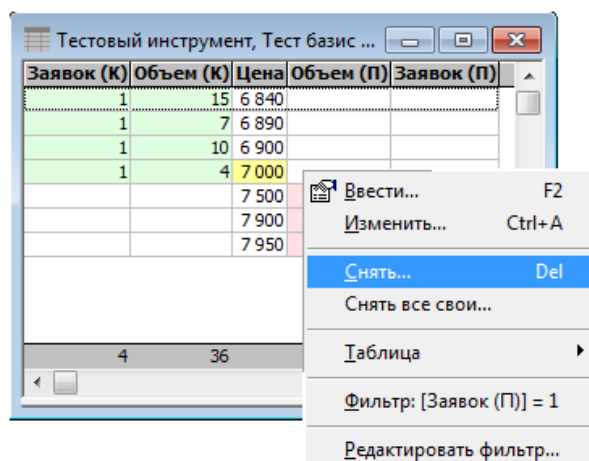 Тестовый инструмент, Тест базис ...
Заявок (К) Объем (К) Цена Объем (П) Заявок (П)
1 15 6 840
1 7 6 890
1 10 6 900
1 4 7 000
7 500
7 900
7 950
4 36
Ввести... F2
Изменить... Ctrl+A
Снять... Del
Снять все свои...
Таблица
Фильтр: [Заявок (П)] = 1
Редактировать фильтр...